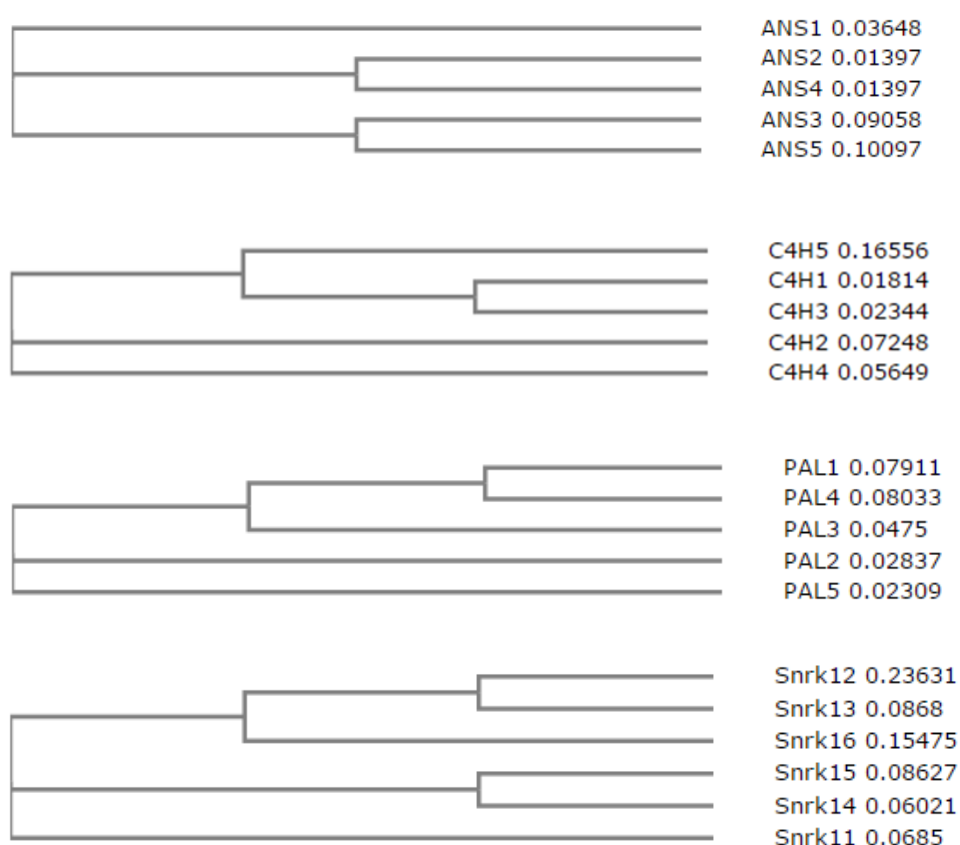 ANS1 0.03648
ANS2 0.01397
ANS4 0.01397
ANS3 0.09058
ANS5 0.10097
C4H5 0.16556
C4H1 0.01814
C4H3 0.02344
C4H2 0.07248
C4H4 0.05649
PAL1 0.07911
PAL4 0.08033
PAL3 0.0475
PAL2 0.02837
PAL5 0.02309
Snrk12 0.23631
Snrk13 0.0868
Snrk16 0.15475
Snrk15 0.08627
Snrk14 0.06021
Snrk11 0.0685